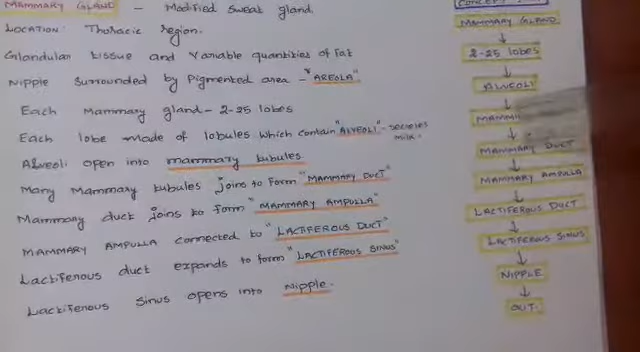 MAMMARY GLAND - Modified sweat gland.
LOCATION: Thoracic region.
Glandular tissue and variable quantities of fat
Nipple surrounded by pigmented area - "AREOLA"
Each mammary gland - 2-25 lobes
Each lobe made of lobules which contain "ALVEOLI" - secretes milk.
Alveoli open into mammary tubules
Many Mammary tubules joins to form "MAMMARY DUCT"
Mammary duct joins to form "MAMMARY AMPULLA"
MAMMARY AMPULLA connected to "LACTIFEROUS DUCT"
Lactiferous duct expands to form "LACTIFEROUS SINUS"
Lactiferous sinus opens into Nipple.
MAMMARY GLAND
2-25 lobes
ALVEOLI
MAMMARY DUCT
MAMMARY AMPULLA
LACTIFEROUS DUCT
LACTIFEROUS SINUS
NIPPLE
OUT.